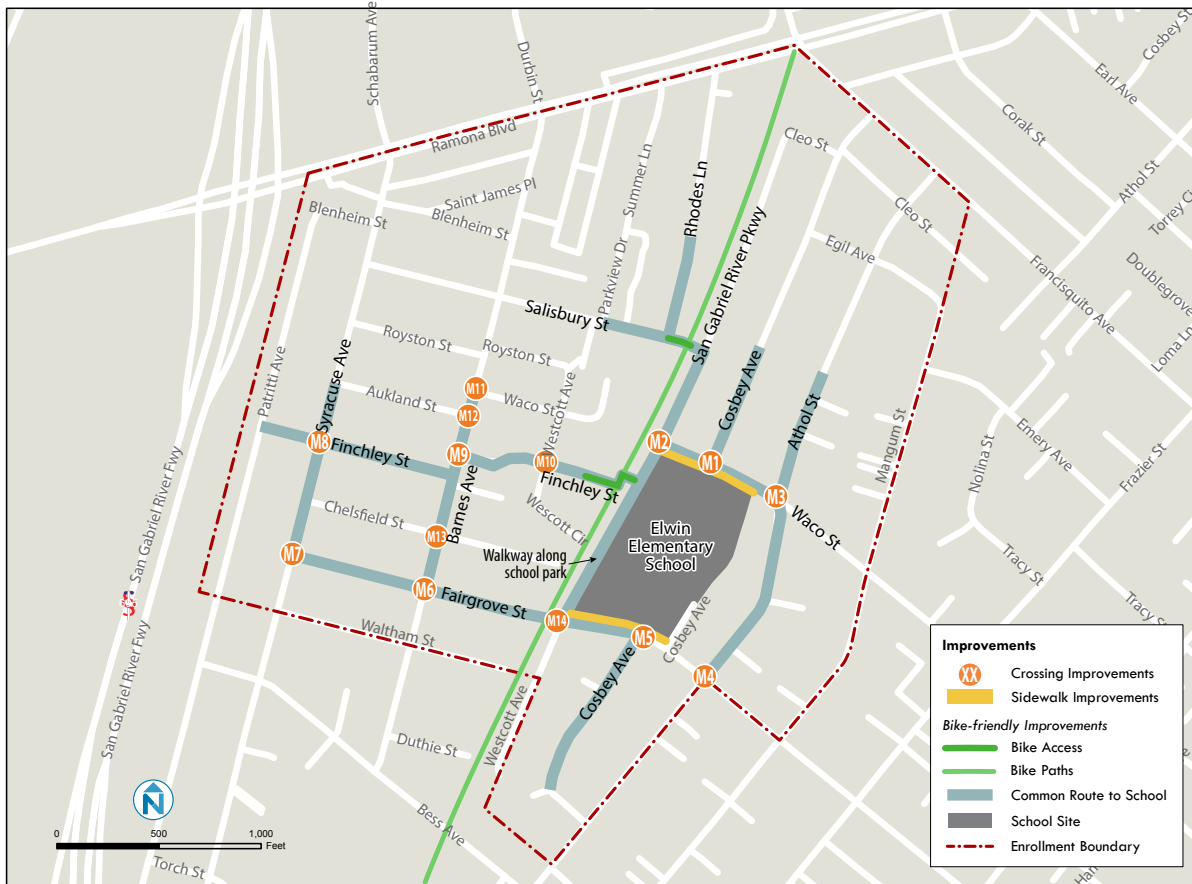 Schabarum Ave
Durbin St
Cosbey St
Earl Ave
Ramona Blvd
Corak St
Cleo St
Athol St
Summer Ln
Rhodes Ln
Saint James Pl
Blenheim St
Blenheim St
Torrey
Cleo St
Egil Ave
San Gabriel River Pkwy
Parkview Dr
Francisquito Ave
Doublegrove
Salisbury St
Loma Ln
Royston St
Royston St
Patritti Ave
Syracuse Ave
Cosbey Ave
M11
Aukland St
M12
Waco St
Westcott Ave
Athol St
Mangum St
Emery Ave
Nolina St
Frazier St
M8
Finchley St
M9
M10
M2
M1
Finchley St
M3
Waco St
Chelsfield St
Barnes Ave
Wescott Cir
Elwin
Elementary
School
San Gabriel River Fwy
M13
M7
Walkway along
school park
Tracy St
Tracy St
M6
Fairgrove St
M14
M5
Cosbey Ave
Waltham St
M4
Cosbey Ave
San Gabriel River Fwy
Westcott Ave
Duthie St
Bess Ave
N
0 500 1,000
Feet
Torch St
Improvements
XX Crossing Improvements
Sidewalk Improvements
Bike-friendly Improvements
Bike Access
Bike Paths
Common Route to School
School Site
Enrollment Boundary